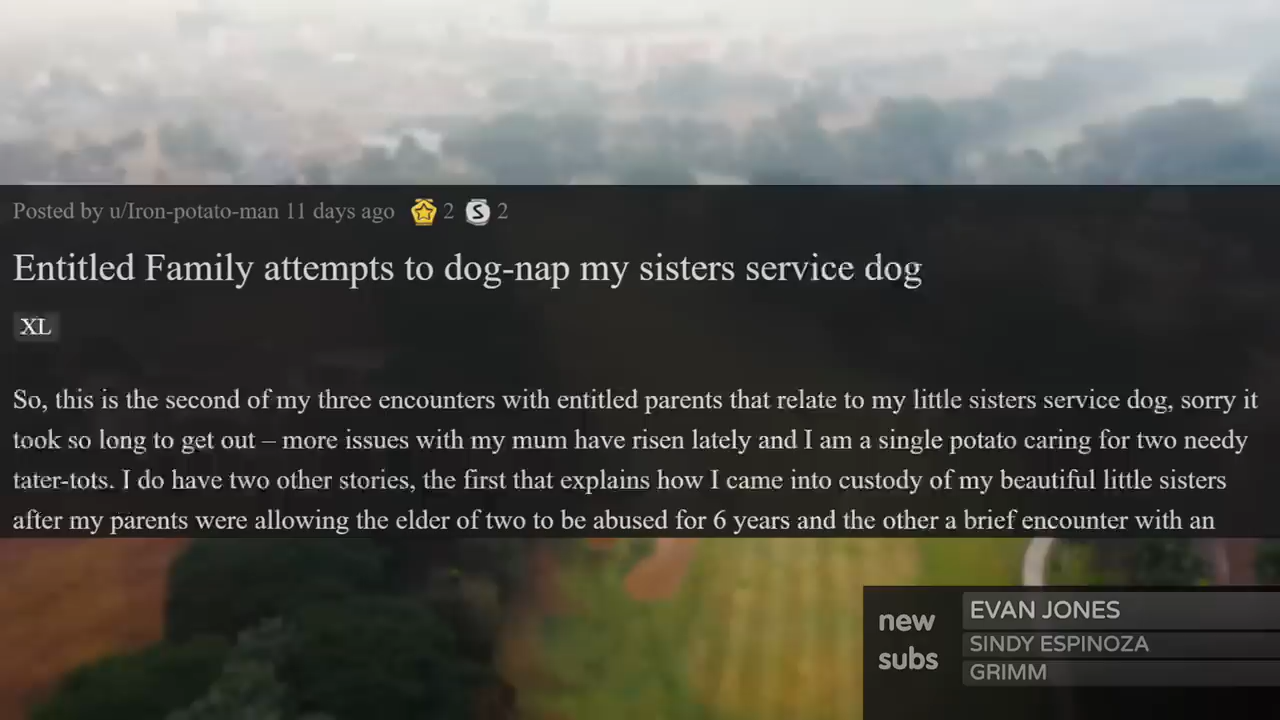 Posted by u/Iron-potato-man 11 days ago 2 S 2
Entitled Family attempts to dog-nap my sisters service dog
XL
So, this is the second of my three encounters with entitled parents that relate to my little sisters service dog, sorry it
took so long to get out – more issues with my mum have risen lately and I am a single potato caring for two needy
tater-tots. I do have two other stories, the first that explains how I came into custody of my beautiful little sisters
after my parents were allowing the elder of two to be abused for 6 years and the other a brief encounter with an
new
subs
EVAN JONES
SINDY ESPINOZA
GRIMM